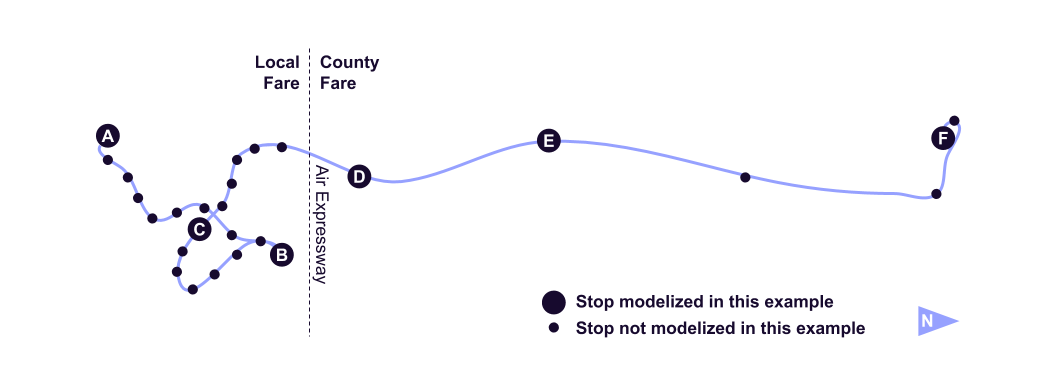 Local
Fare
County
Fare
A
B
C
D
E
F
Air Expressway
Stop modelized in this example
Stop not modelized in this example
N